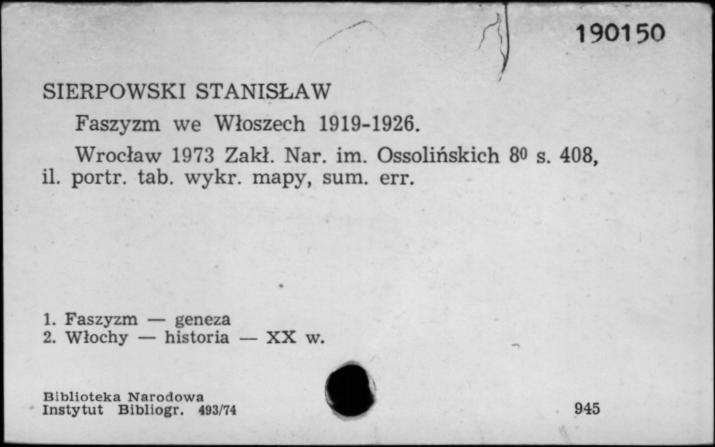 190150
SIERPOWSKI STANISŁAW
Faszyzm we Włoszech 1919-1926.
Wrocław 1973 Zakł. Nar. im. Ossolińskich 8⁰ s. 408,
il. portr. tab. wykr. mapy, sum. err.
1. Faszyzm — geneza
2. Włochy — historia — XX w.
Biblioteka Narodowa
Instytut Bibliogr. 493/74
945